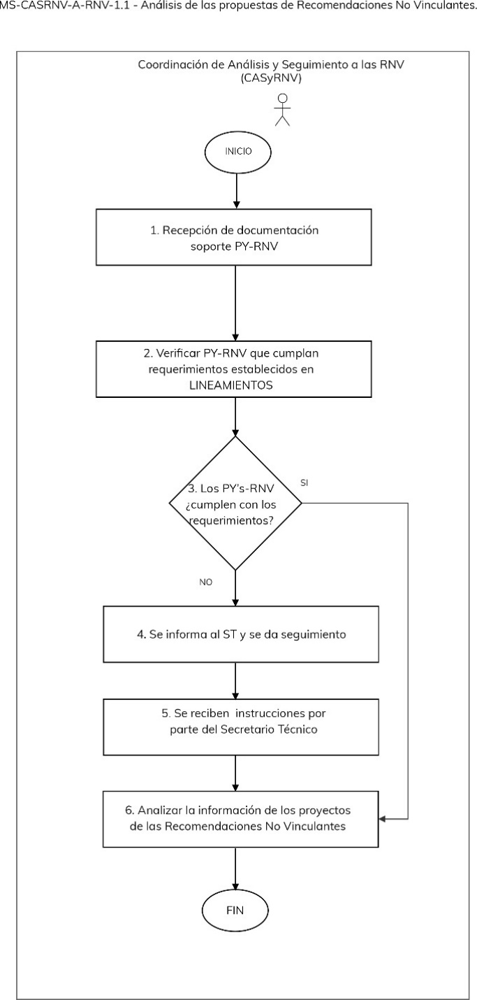 MS-CASRNV-A-RNV-1.1 - Análisis de las propuestas de Recomendaciones No Vinculantes.
Coordinación de Análisis y Seguimiento a las RNV
(CASyRNV)
INICIO
1. Recepción de documentación
soporte PY-RNV
2. Verificar PY-RNV que cumplan
requerimientos establecidos en
LINEAMIENTOS
3. Los PY's-RNV
¿cumplen con los
requerimientos?
SI
NO
4. Se informa al ST y se da seguimiento
5. Se reciben instrucciones por
parte del Secretario Técnico
6. Analizar la información de los proyectos
de las Recomendaciones No Vinculantes
FIN